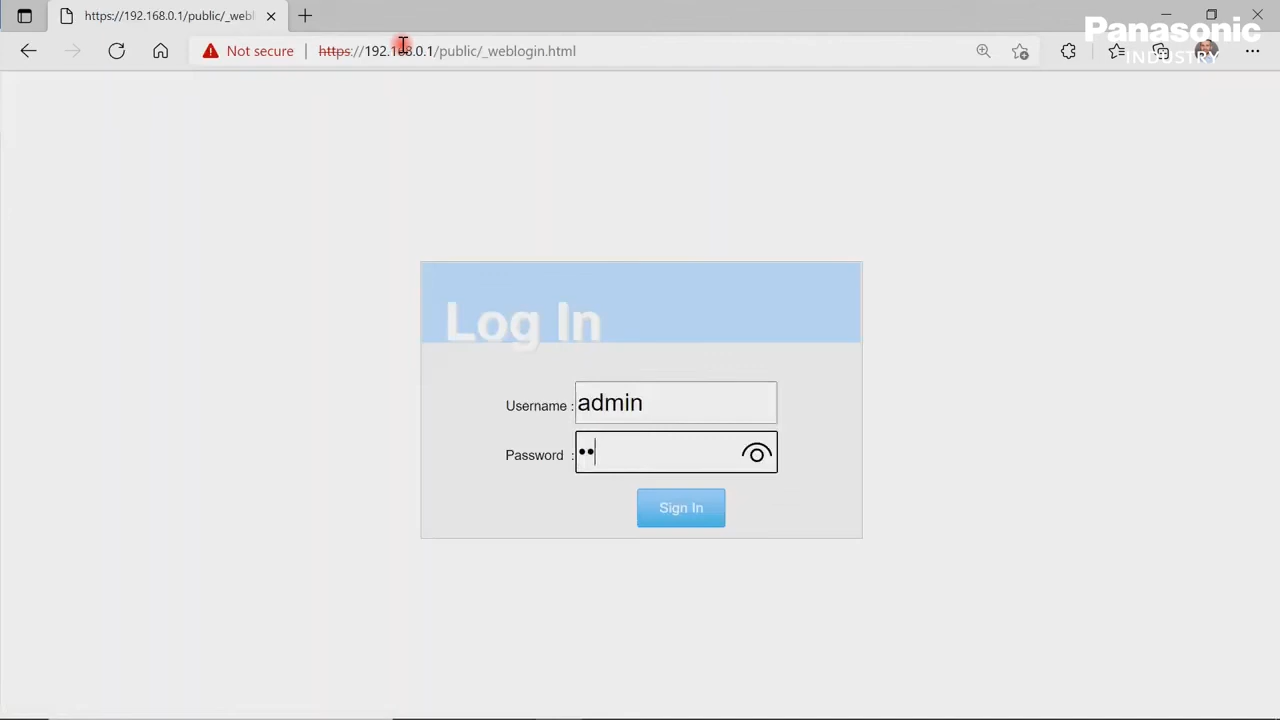 https://192.168.0.1/public/_webl
Panasonic
INDUSTRY
Not secure
https://192.168.0.1/public/_weblogin.html
Log In
Username :
admin
Password :
Sign In